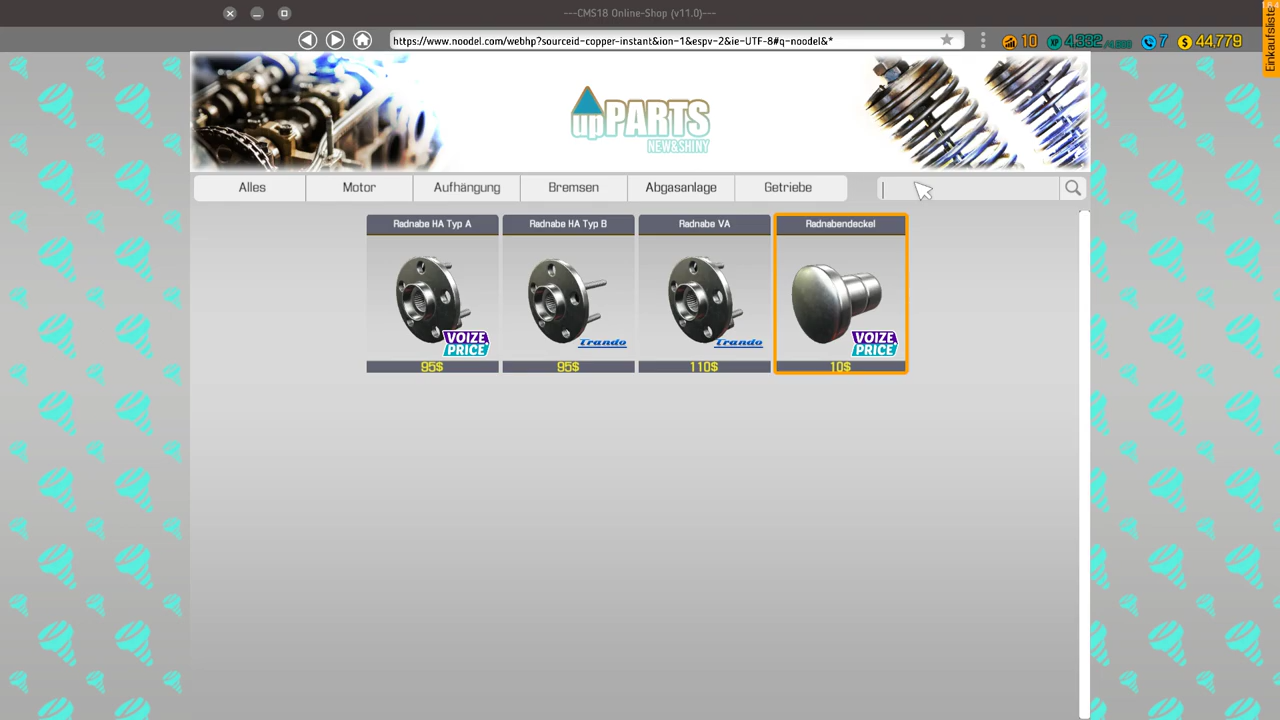 ---CMS18 Online-Shop (v11.0)---
https://www.noodel.com/webhp?sourceid-copper-instant&ion-1&espv-2&ie-UTF-8#q-noodel&*
10
7
44,779
Einkaufsliste
upPARTS
NEW&SHINY
Alles
Motor
Aufhängung
Bremsen
Abgasanlage
Getriebe
Radnabe HA Typ A
Radnabe HA Typ B
Radnabe VA
Radnabendeckel
VOIZE
PRICE
Trando
Trando
VOIZE
PRICE
95$
95$
110$
10$